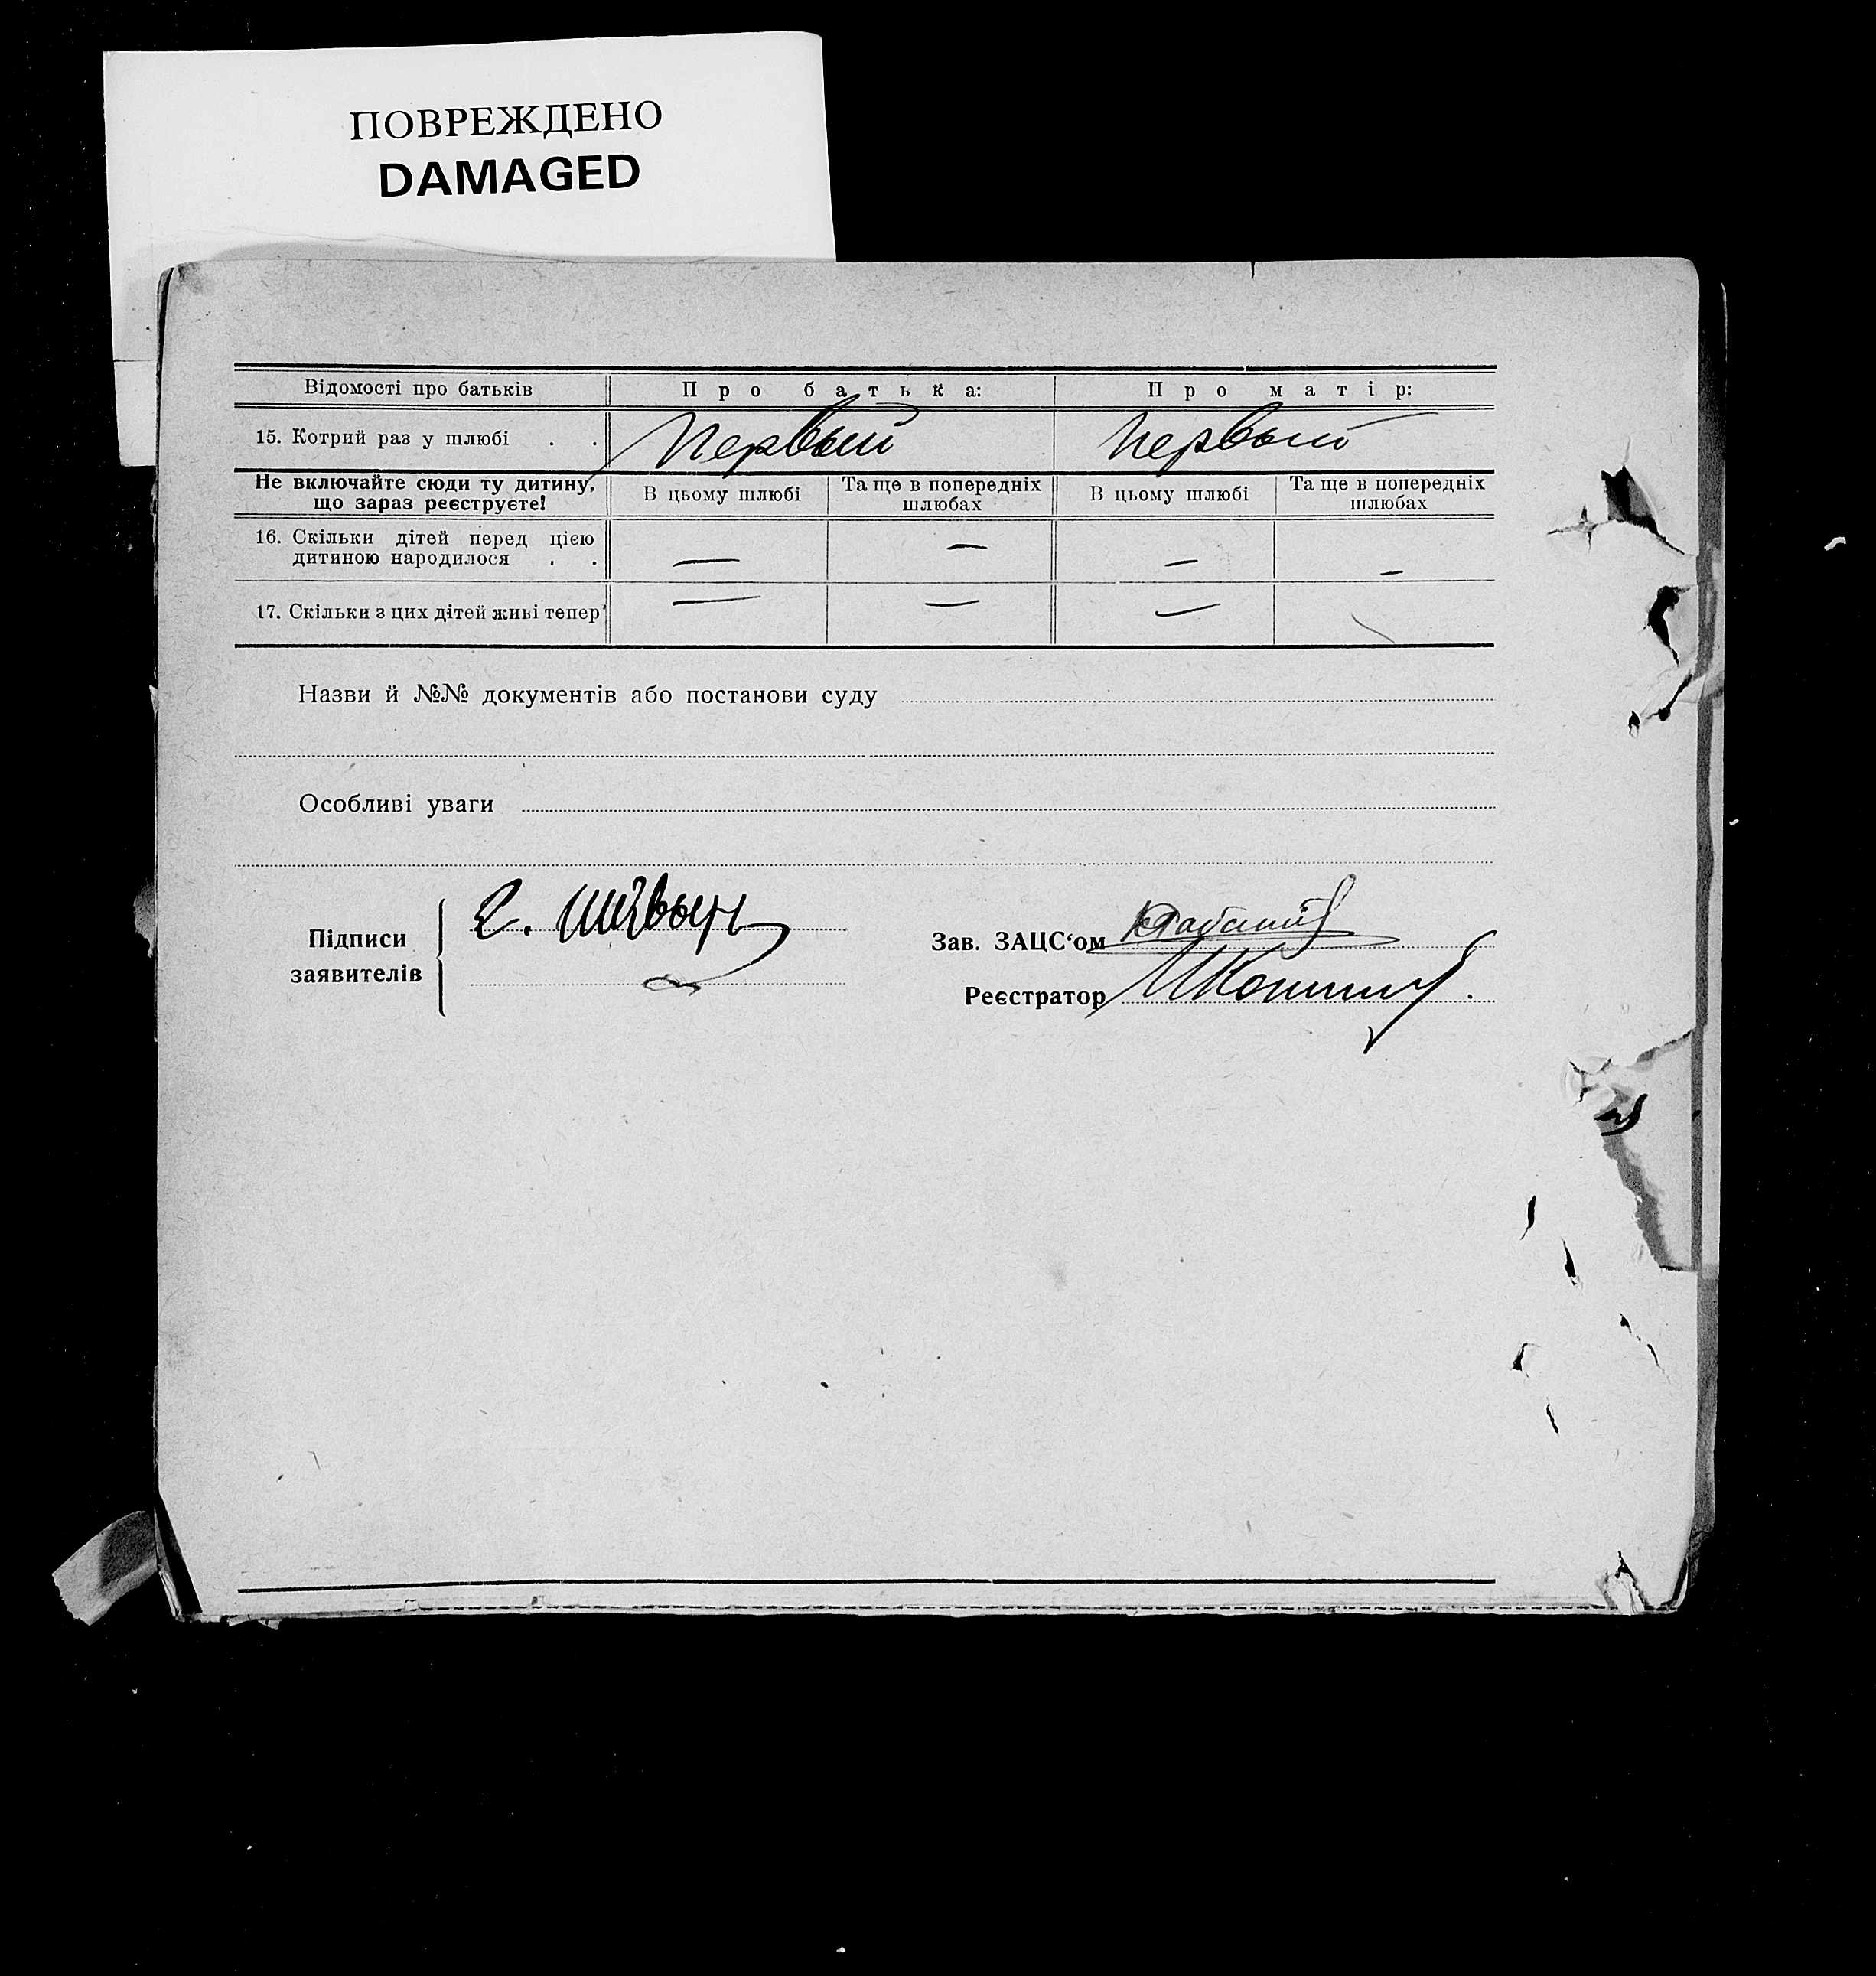 ПОВРЕЖДЕНО
DAMAGED
Відомості про батьків
Про батька:
Про матір:
15. Котрий раз у шлюбі . .
Первый
Первый
Не включайте сюди ту дитину,
що зараз реєструєте!
В цьому шлюбі
Та ще в попередніх
шлюбах
В цьому шлюбі
Та ще в попередніх
шлюбах
16. Скільки дітей перед цією
дитиною народилося . .
—
—
—
—
17. Скільки з цих дітей живі тепер
—
—
—
Назви й №№ документів або постанови суду
Особливі уваги
Підписи
заявителів
Зав. ЗАЦС‘ом
Реєстратор